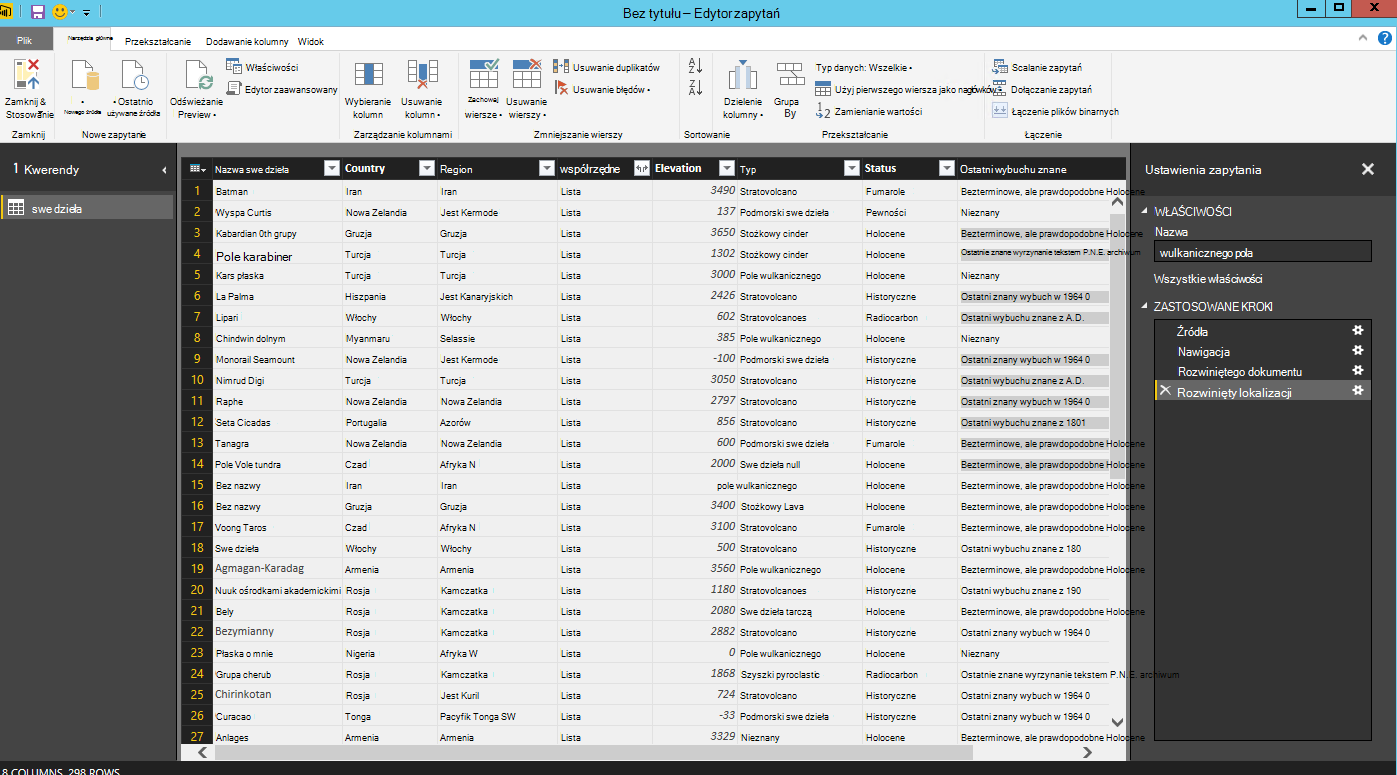 Bez tytułu – Edytor zapytań
Plik Narzędzia główne Przekształcanie Dodawanie kolumny Widok
Zamknij & Stosowanie
Zamknij
Nowego źródła
• Ostatnio używane źródła
Nowe zapytanie
Odświeżanie Preview •
Właściwości
Edytor zaawansowany
Wybieranie kolumn
Usuwanie kolumn •
Zarządzanie kolumnami
Zachowaj wiersze •
Usuwanie wierszy •
Usuwanie duplikatów
Usuwanie błędów •
Zmniejszanie wierszy
Sortowanie
Dzielenie kolumny •
Grupa By
Typ danych: Wszelkie •
Użyj pierwszego wiersza jako nagłówków •
Zamienianie wartości
Przekształcanie
Scalanie zapytań
Dołączanie zapytań
Łączenie plików binarnych
Łączenie
1 Kwerendy
swe dzieła
Nazwa swe dzieła Country Region współrzędne Elevation Typ Status Ostatni wybuchu znane
1 Batman Iran Iran Lista 3490 Stratovolcano Fumarole Bezterminowe, ale prawdopodobne Holocene
2 Wyspa Curtis Nowa Zelandia Jest Kermode Lista 137 Podmorski swe dzieła Pewności Nieznany
3 Kabardian 0th grupy Gruzja Gruzja Lista 3650 Stożkowy cinder Holocene Bezterminowe, ale prawdopodobne Holocene
4 Pole karabiner Turcja Turcja Lista 1302 Stożkowy cinder Holocene Ostatnie znane wyrzynanie tekstem P.N.E. archiwum
5 Kars płaska Turcja Turcja Lista 3000 Pole wulkanicznego Holocene Nieznany
6 La Palma Hiszpania Jest Kanaryjskich Lista 2426 Stratovolcano Historyczne Ostatni znany wybuch w 1964 0
7 Lipari Włochy Włochy Lista 602 Stratovolcanoes Radiocarbon Ostatni wybuchu znane z A.D.
8 Chindwin dolnym Myanmaru Selassie Lista 385 Pole wulkanicznego Holocene Nieznany
9 Monorail Seamount Nowa Zelandia Jest Kermode Lista -100 Podmorski swe dzieła Historyczne Ostatni znany wybuch w 1964 0
10 Nimrud Digi Turcja Turcja Lista 3050 Stratovolcano Historyczne Ostatni wybuchu znane z A.D.
11 Raphe Nowa Zelandia Nowa Zelandia Lista 2797 Stratovolcano Historyczne Ostatni znany wybuch w 1964 0
12 Seta Cicadas Portugalia Azorów Lista 856 Stratovolcano Historyczne Ostatni wybuchu znane z 1801
13 Tanagra Nowa Zelandia Nowa Zelandia Lista 600 Podmorski swe dzieła Fumarole Bezterminowe, ale prawdopodobne Holocene
14 Pole Vole tundra Czad Afryka N Lista 2000 Swe dzieła null Holocene Bezterminowe, ale prawdopodobne Holocene
15 Bez nazwy Iran Iran Lista pole wulkanicznego Holocene Bezterminowe, ale prawdopodobne Holocene
16 Bez nazwy Gruzja Gruzja Lista 3400 Stożkowy Lava Holocene Bezterminowe, ale prawdopodobne Holocene
17 Voong Taros Czad Afryka N Lista 3100 Stratovolcano Fumarole Bezterminowe, ale prawdopodobne Holocene
18 Swe dzieła Włochy Włochy Lista 500 Stratovolcano Historyczne Ostatni wybuchu znane z 180
19 Agmagan-Karadag Armenia Armenia Lista 3560 Pole wulkanicznego Holocene Bezterminowe, ale prawdopodobne Holocene
20 Nuuk ośrodkami akademickimi Rosja Kamczatka Lista 1180 Stratovolcanoes Historyczne Ostatni wybuchu znane z 190
21 Bely Rosja Kamczatka Lista 2080 Swe dzieła tarczą Holocene Bezterminowe, ale prawdopodobne Holocene
22 Bezymianny Rosja Kamczatka Lista 2882 Stratovolcano Historyczne Ostatni znany wybuch w 1964 0
23 Płaska o mnie Nigeria Afryka W Lista 0 Pole wulkanicznego Holocene Nieznany
24 Grupa cherub Rosja Kamczatka Lista 1868 Szyszki pyroclastic Radiocarbon Ostatnie znane wyrzynanie tekstem P.N.E. archiwum
25 Chirinkotan Rosja Jest Kuril Lista 724 Stratovolcano Historyczne Ostatni znany wybuch w 1964 0
26 Curacao Tonga Pacyfik Tonga SW Lista -33 Podmorski swe dzieła Historyczne Ostatni znany wybuch w 1964 0
27 Anlages Armenia Armenia Lista 3329 Nieznany Holocene Bezterminowe, ale prawdopodobne Holocene
Ustawienia zapytania
WŁAŚCIWOŚCI
Nazwa
wulkanicznego pola
Wszystkie właściwości
ZASTOSOWANE KROKI
Źródła
Nawigacja
Rozwiniętego dokumentu
Rozwinięty lokalizacji
8 COLUMNS, 298 ROWS